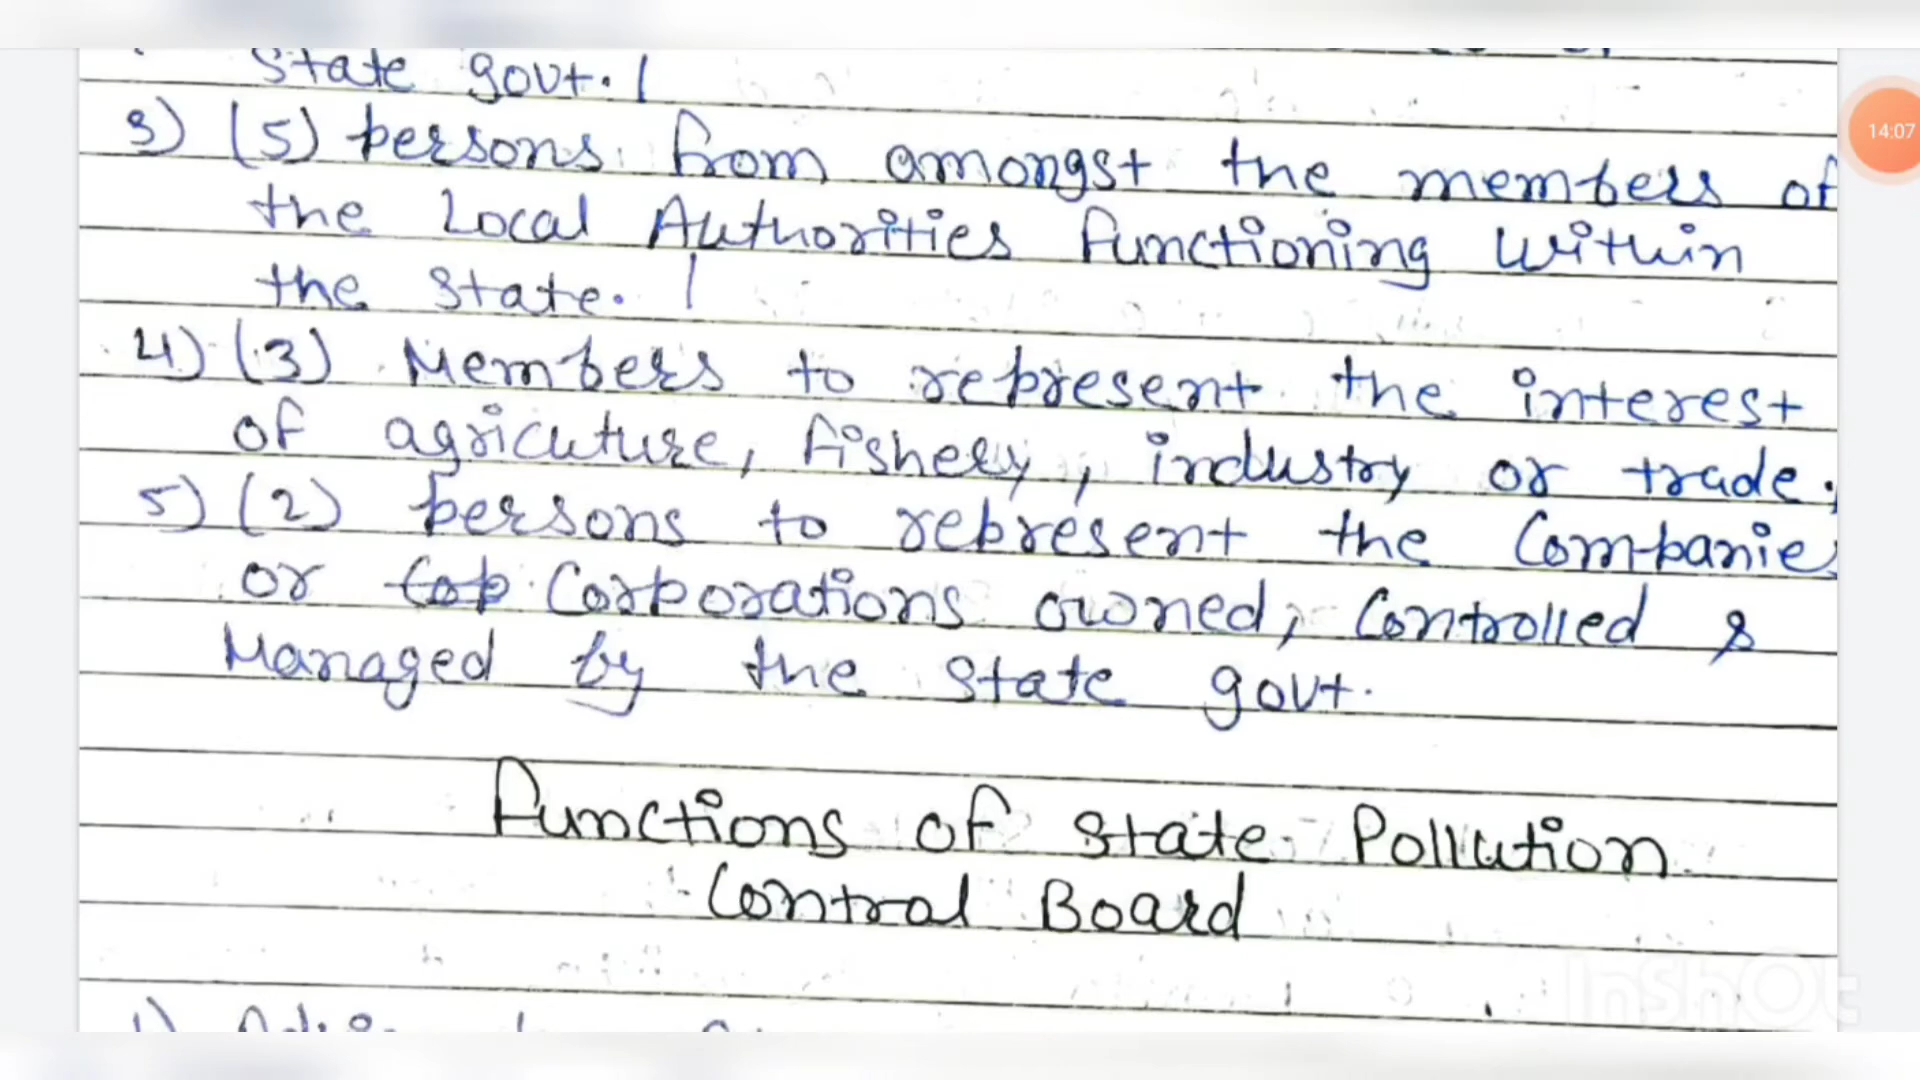 State govt.
3) (5) persons from amongst the members of
the Local Authorities functioning within
the State.
4) (3) Members to represent the interest
of agricuture, fishery, industry or trade.
5) (2) persons to represent the Companie
or Cop Corporations owned, Controlled &
Managed by the State govt.
Functions of State Pollution
Control Board
14:07
InShOt